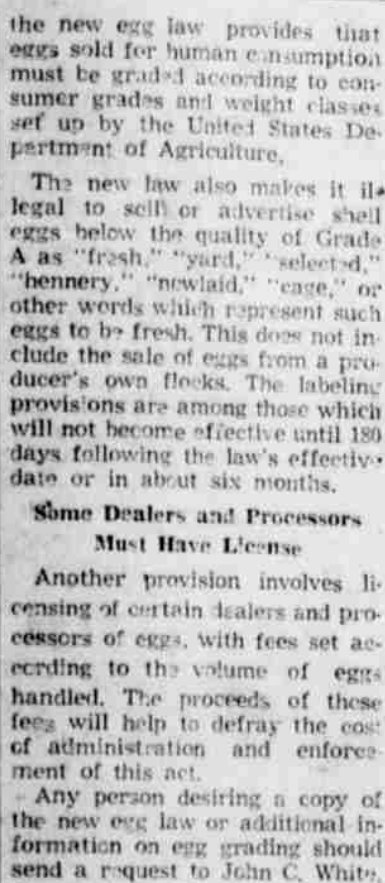 the new egg law provides that
eggs sold for human consumption
must be graded according to con-
sumer grades and weight classes
set up by the United States De-
partment of Agriculture.
The new law also makes it il-
legal to sell or advertise shell
eggs below the quality of Grade
A as "fresh," "yard," "selected,"
"hennery," "newlaid," "cage," or
other words which represent such
eggs to be fresh. This does not in-
clude the sale of eggs from a pro-
ducer's own flocks. The labeling
provisions are among those which
will not become effective until 180
days following the law's effective
date or in about six months.
Some Dealers and Processors
Must Have License
Another provision involves li-
censing of certain dealers and pro-
cessors of eggs, with fees set ac-
ecrding to the volume of eggs
handled. The proceeds of these
fees will help to defray the cost
of administration and enforce-
ment of this act.
Any person desiring a copy of
the new egg law or additional in-
formation on egg grading should
send a request to John C. White,